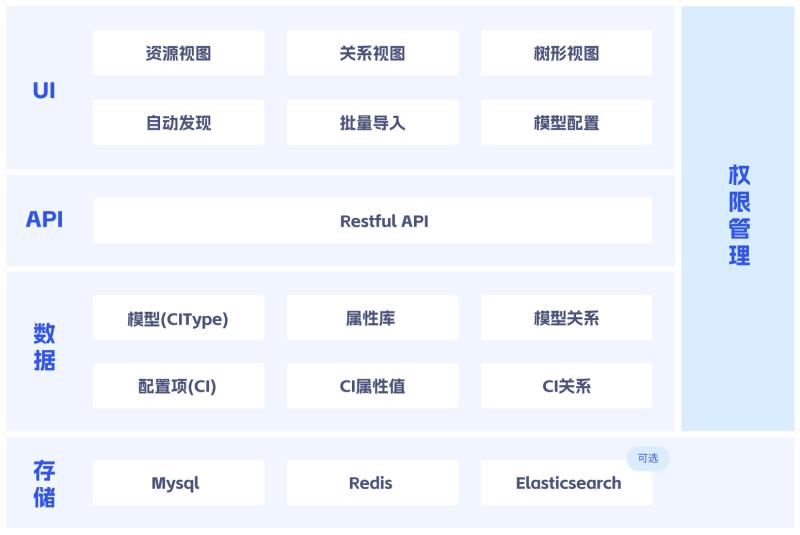 UI
资源视图
关系视图
树形视图
自动发现
批量导入
模型配置
API
Restful API
权限管理
数据
模型(CIType)
属性库
模型关系
配置项(CI)
CI属性值
CI关系
存储
Mysql
Redis
Elasticsearch
可选